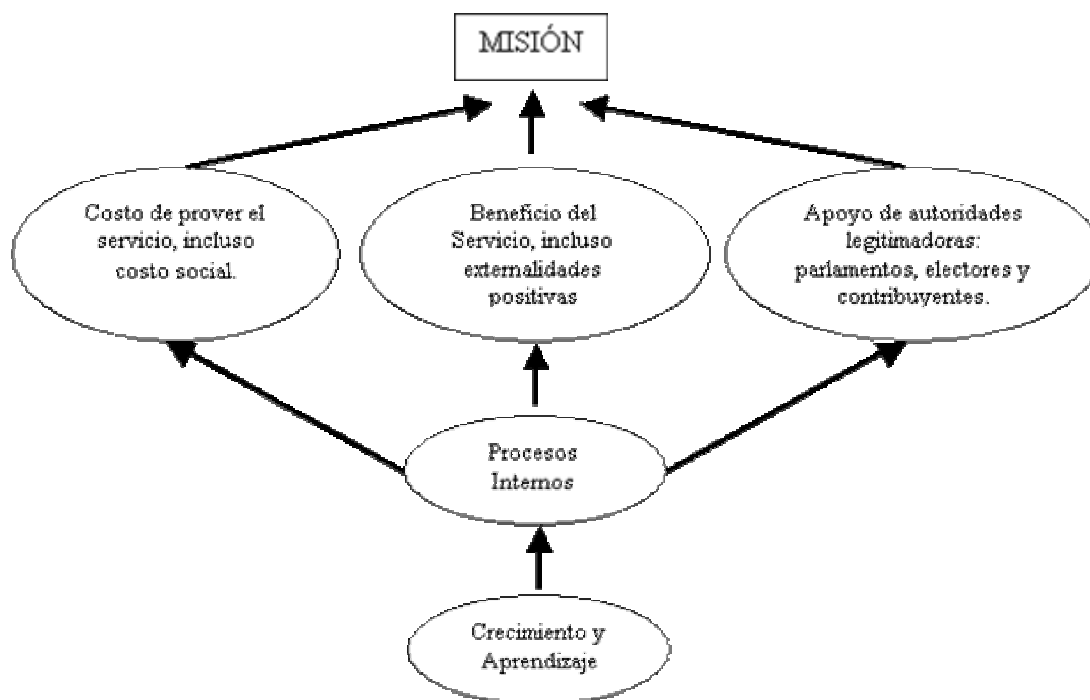 MISIÓN
Costo de prover el
servicio, incluso
costo social.
Beneficio del
Servicio, incluso
externalidades
positivas
Apoyo de autoridades
legitimadoras:
parlamentos, electores y
contribuyentes.
Procesos
Internos
Crecimiento y
Aprendizaje